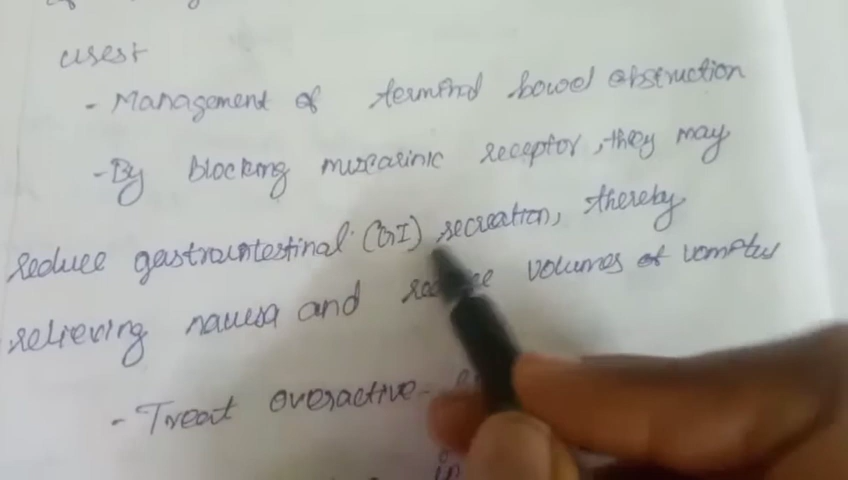 uses:-
- Management of terminal bowel obstruction
- By blocking muscarinic receptor, they may
reduce gastrointestinal (GI) secreation, thereby
relieving nausea and reduce volumes of vomitus
- Treat overactive